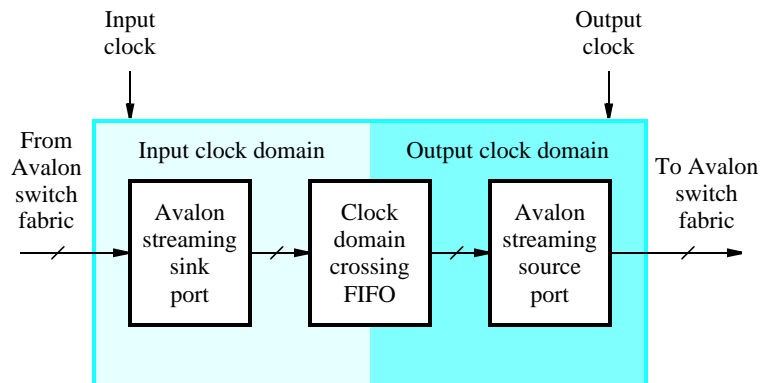 Input
clock
Output
clock
From
Avalon
switch
fabric
Input clock domain
Output clock domain
To Avalon
switch
fabric
Avalon
streaming
sink
port
Clock
domain
crossing
FIFO
Avalon
streaming
source
port